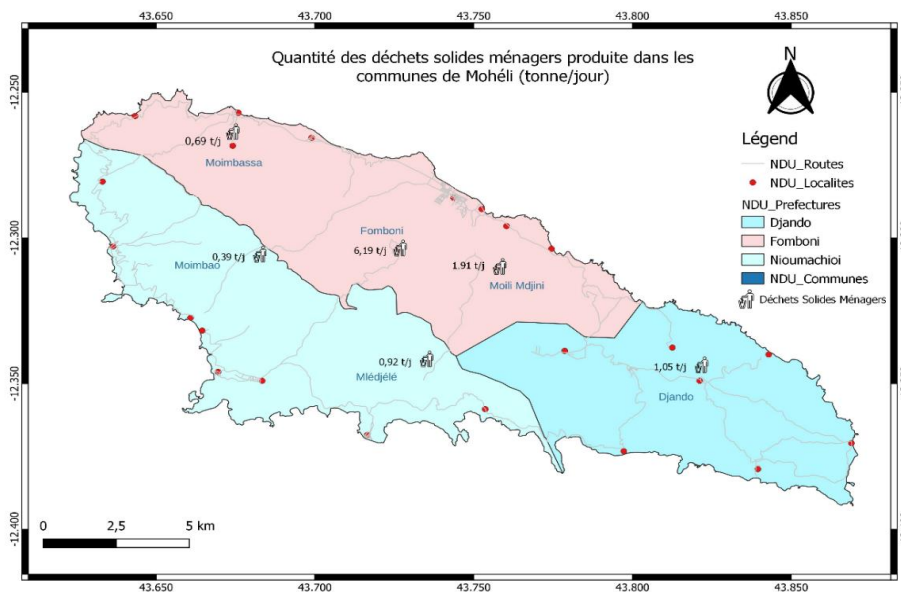 43.650
43.700
43.750
43.800
43.850
Quantité des déchets solides ménagers produite dans les
communes de Mohéli (tonne/jour)
N
-12.250
-12.300
-12.350
-12.400
0,69 t/j
Moimbassa
Fomboni
6,19 t/j
1.91 t/j
Moili Mdjini
0,39 t/j
Moimbao
0,92 t/j
Mlédjélé
1,05 t/j
Djando
Légend
NDU_Routes
NDU_Localites
NDU_Prefectures
Djando
Fomboni
Nioumachioi
NDU_Communes
Déchets Solides Ménagers
0
2,5
5 km
43.650
43.700
43.750
43.800
43.850